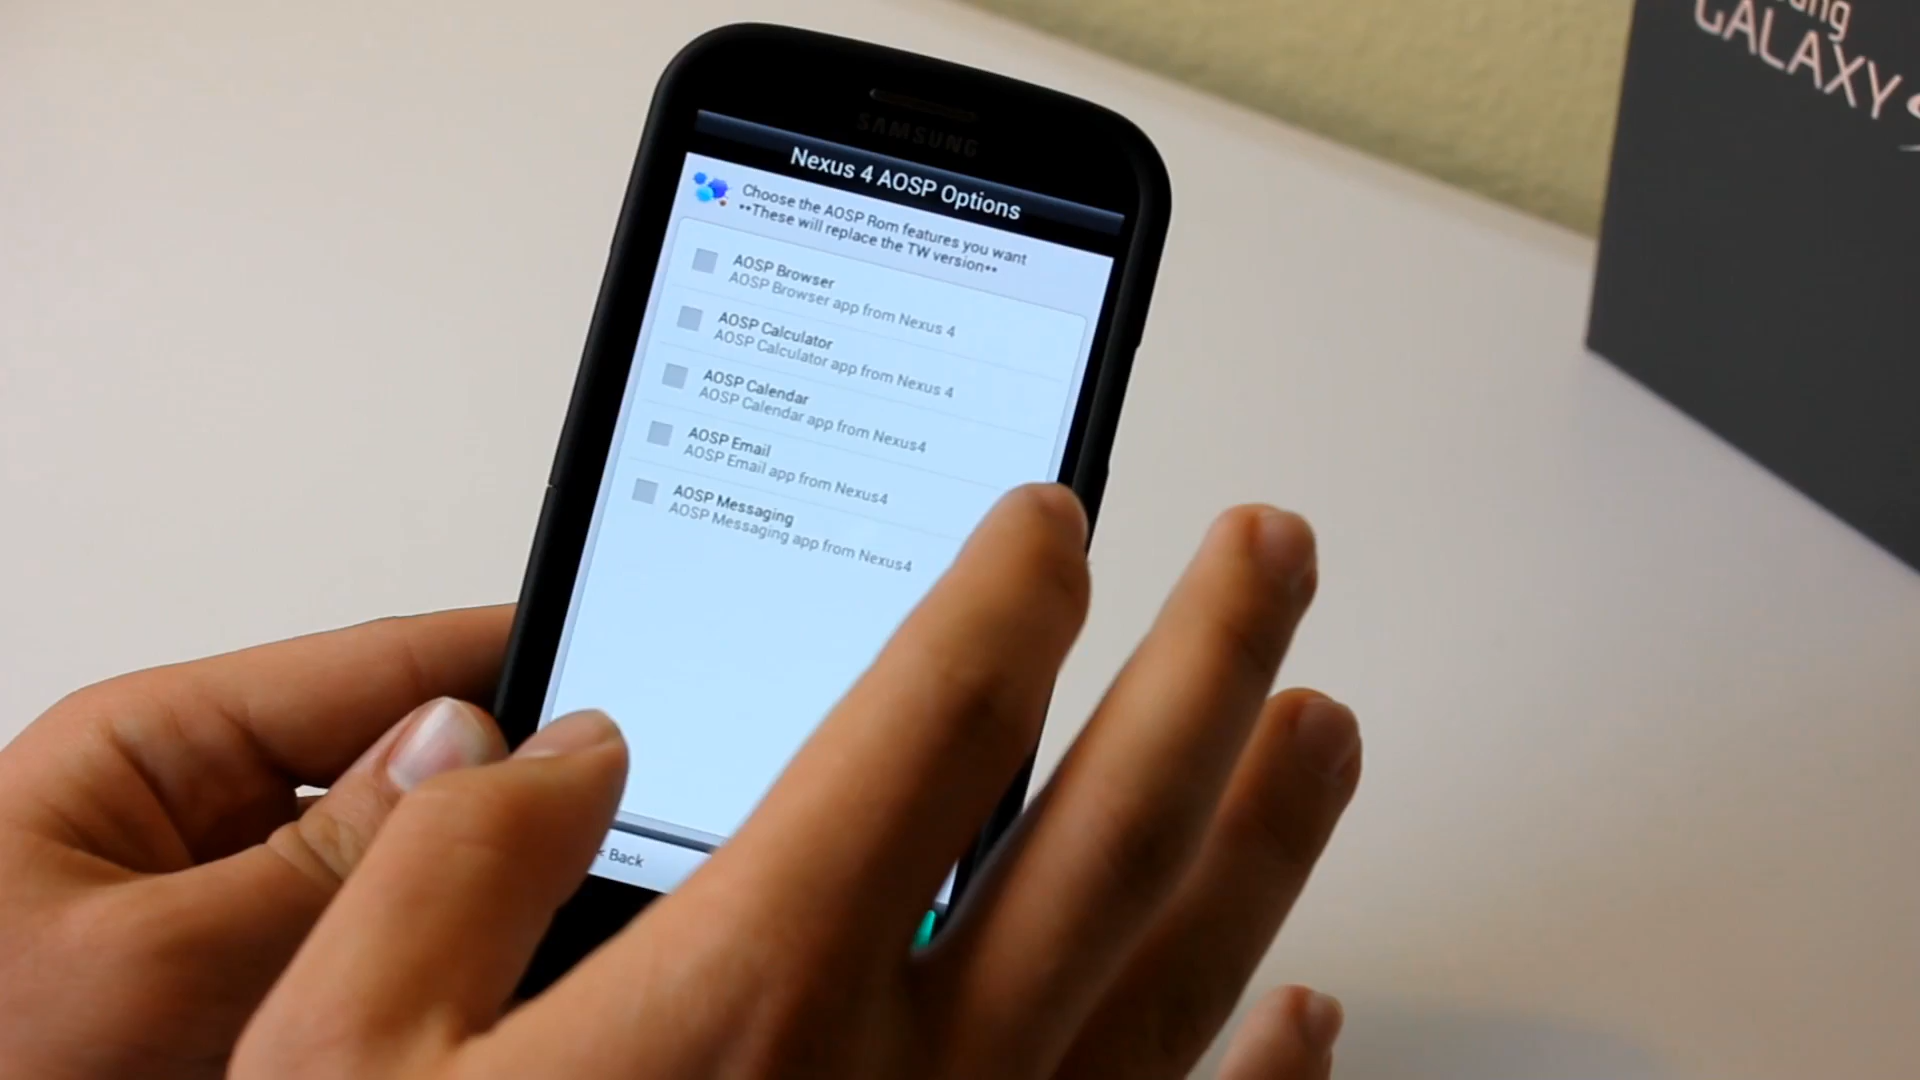 SAMSUNG
Nexus 4 AOSP Options
Choose the AOSP Rom features you want
**These will replace the TW version**
AOSP Browser
AOSP Browser app from Nexus 4
AOSP Calculator
AOSP Calculator app from Nexus 4
AOSP Calendar
AOSP Calendar app from Nexus4
AOSP Email
AOSP Email app from Nexus4
AOSP Messaging
AOSP Messaging app from Nexus4
< Back
GALAXY S